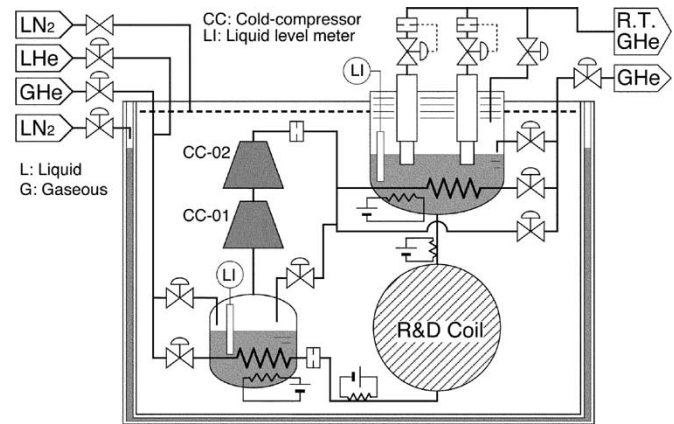 CC: Cold-compressor
LI: Liquid level meter
LN₂
LHe
GHe
LN₂
R.T.
GHe
GHe
LI
CC-02
CC-01
L: Liquid
G: Gaseous
LI
R&D Coil